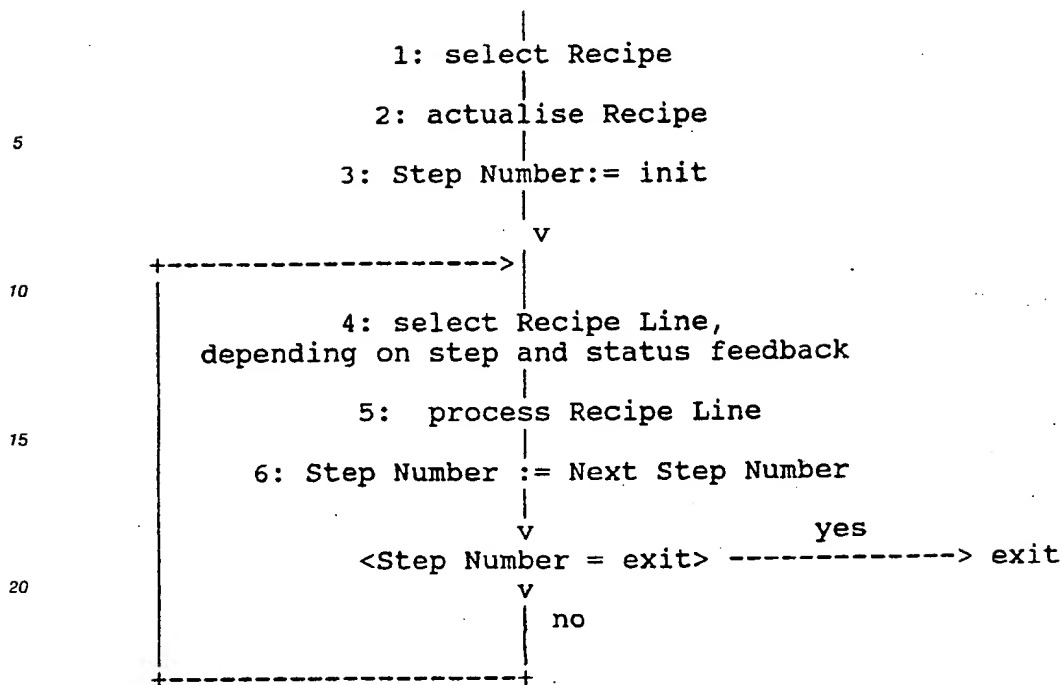 1: select Recipe
2: actualise Recipe
5
3: Step Number:= init
v
+-------------------->
10
4: select Recipe Line,
depending on step and status feedback
5: process Recipe Line
15
6: Step Number := Next Step Number
v
yes
<Step Number = exit> -------------> exit
20
v
no
+---------------------+